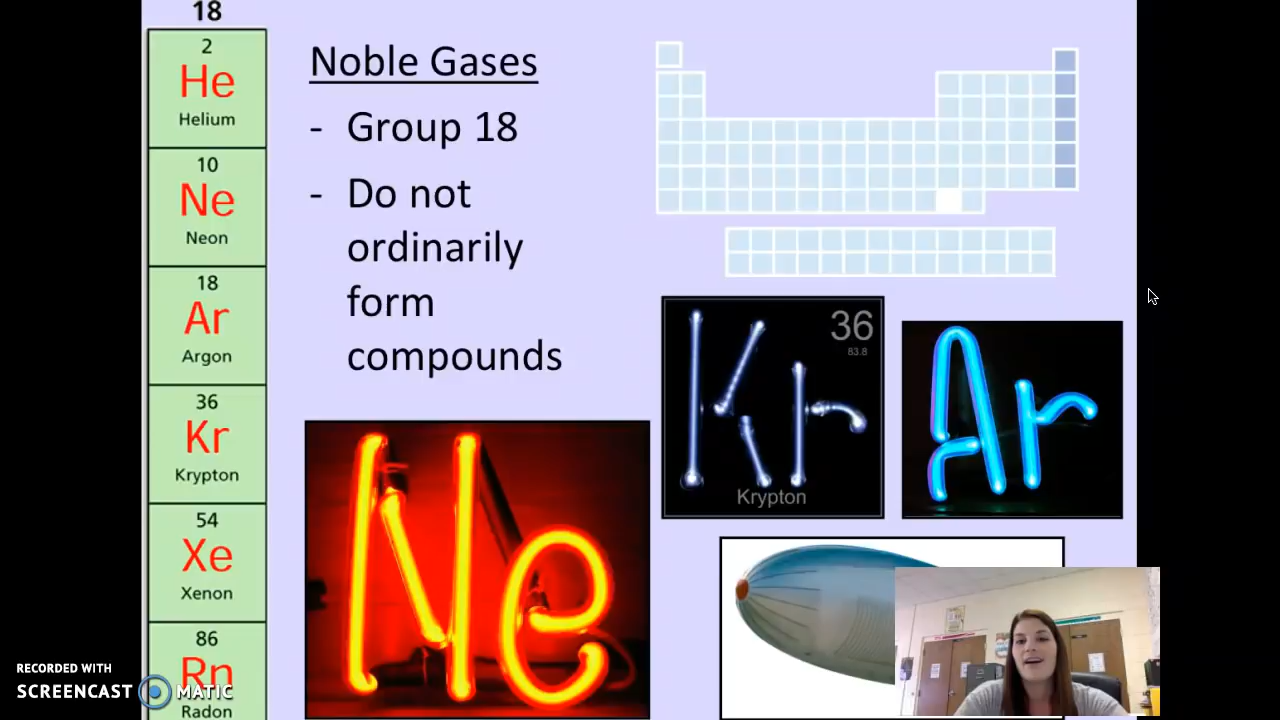 18
2
He
Helium
10
Ne
Neon
18
Ar
Argon
36
Kr
Krypton
54
Xe
Xenon
86
Rn
Radon
Noble Gases
- Group 18
- Do not
ordinarily
form
compounds
Ne
36
83.8
Kr
Krypton
Ar
RECORDED WITH
SCREENCAST MATIC